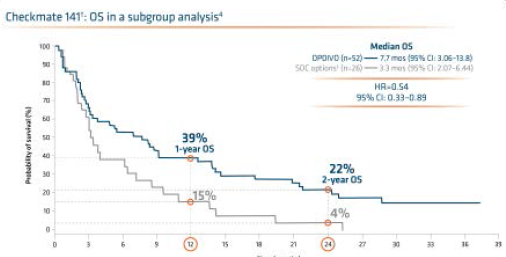 Checkmate 141¹: OS in a subgroup analysis⁴
Median OS
OPDIVO (n=52) 7.7 mos (95% CI: 3.06–13.8)
SOC options¹ (n=26) 3.3 mos (95% CI: 2.07–6.44)
HR=0.54
95% CI: 0.33–0.89
Probability of survival (%)
100
90
80
70
60
50
40
30
20
10
0
39%
1-year OS
15%
22%
2-year OS
4%
0 3 6 9 12 15 18 21 24 27 30 33 36 39